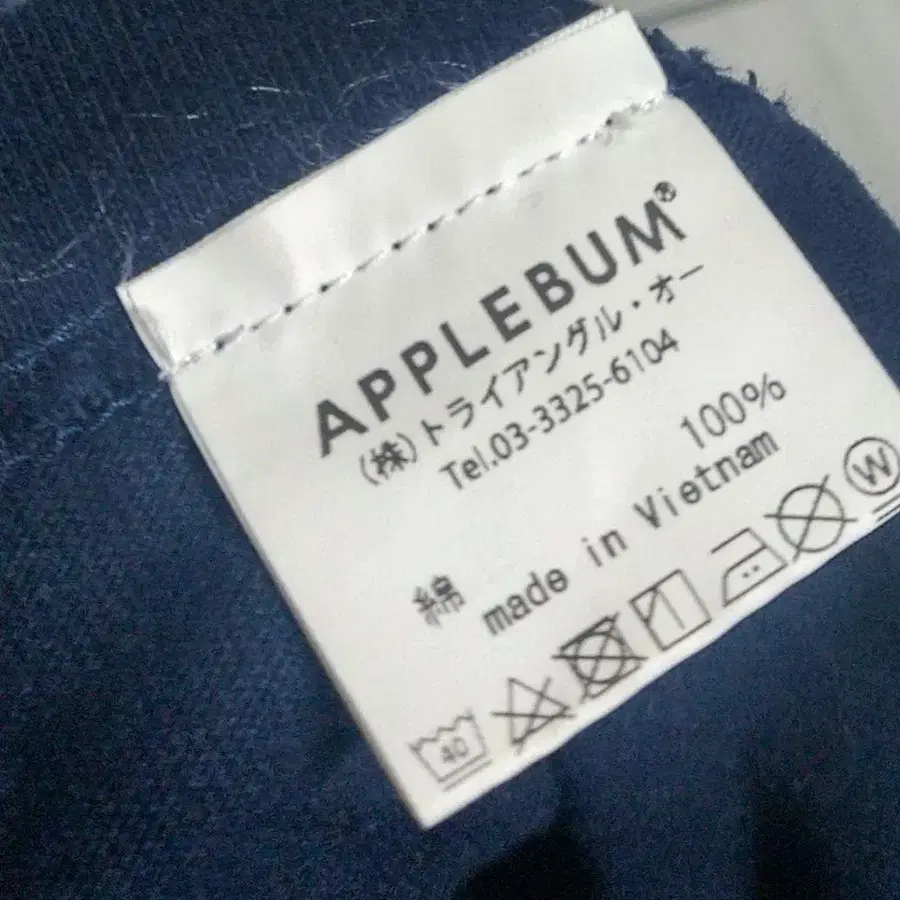 APPLEBUM®
(株)トライアングル・オー
Tel.03-3325-6104
綿 100%
made in Vietnam
40
W